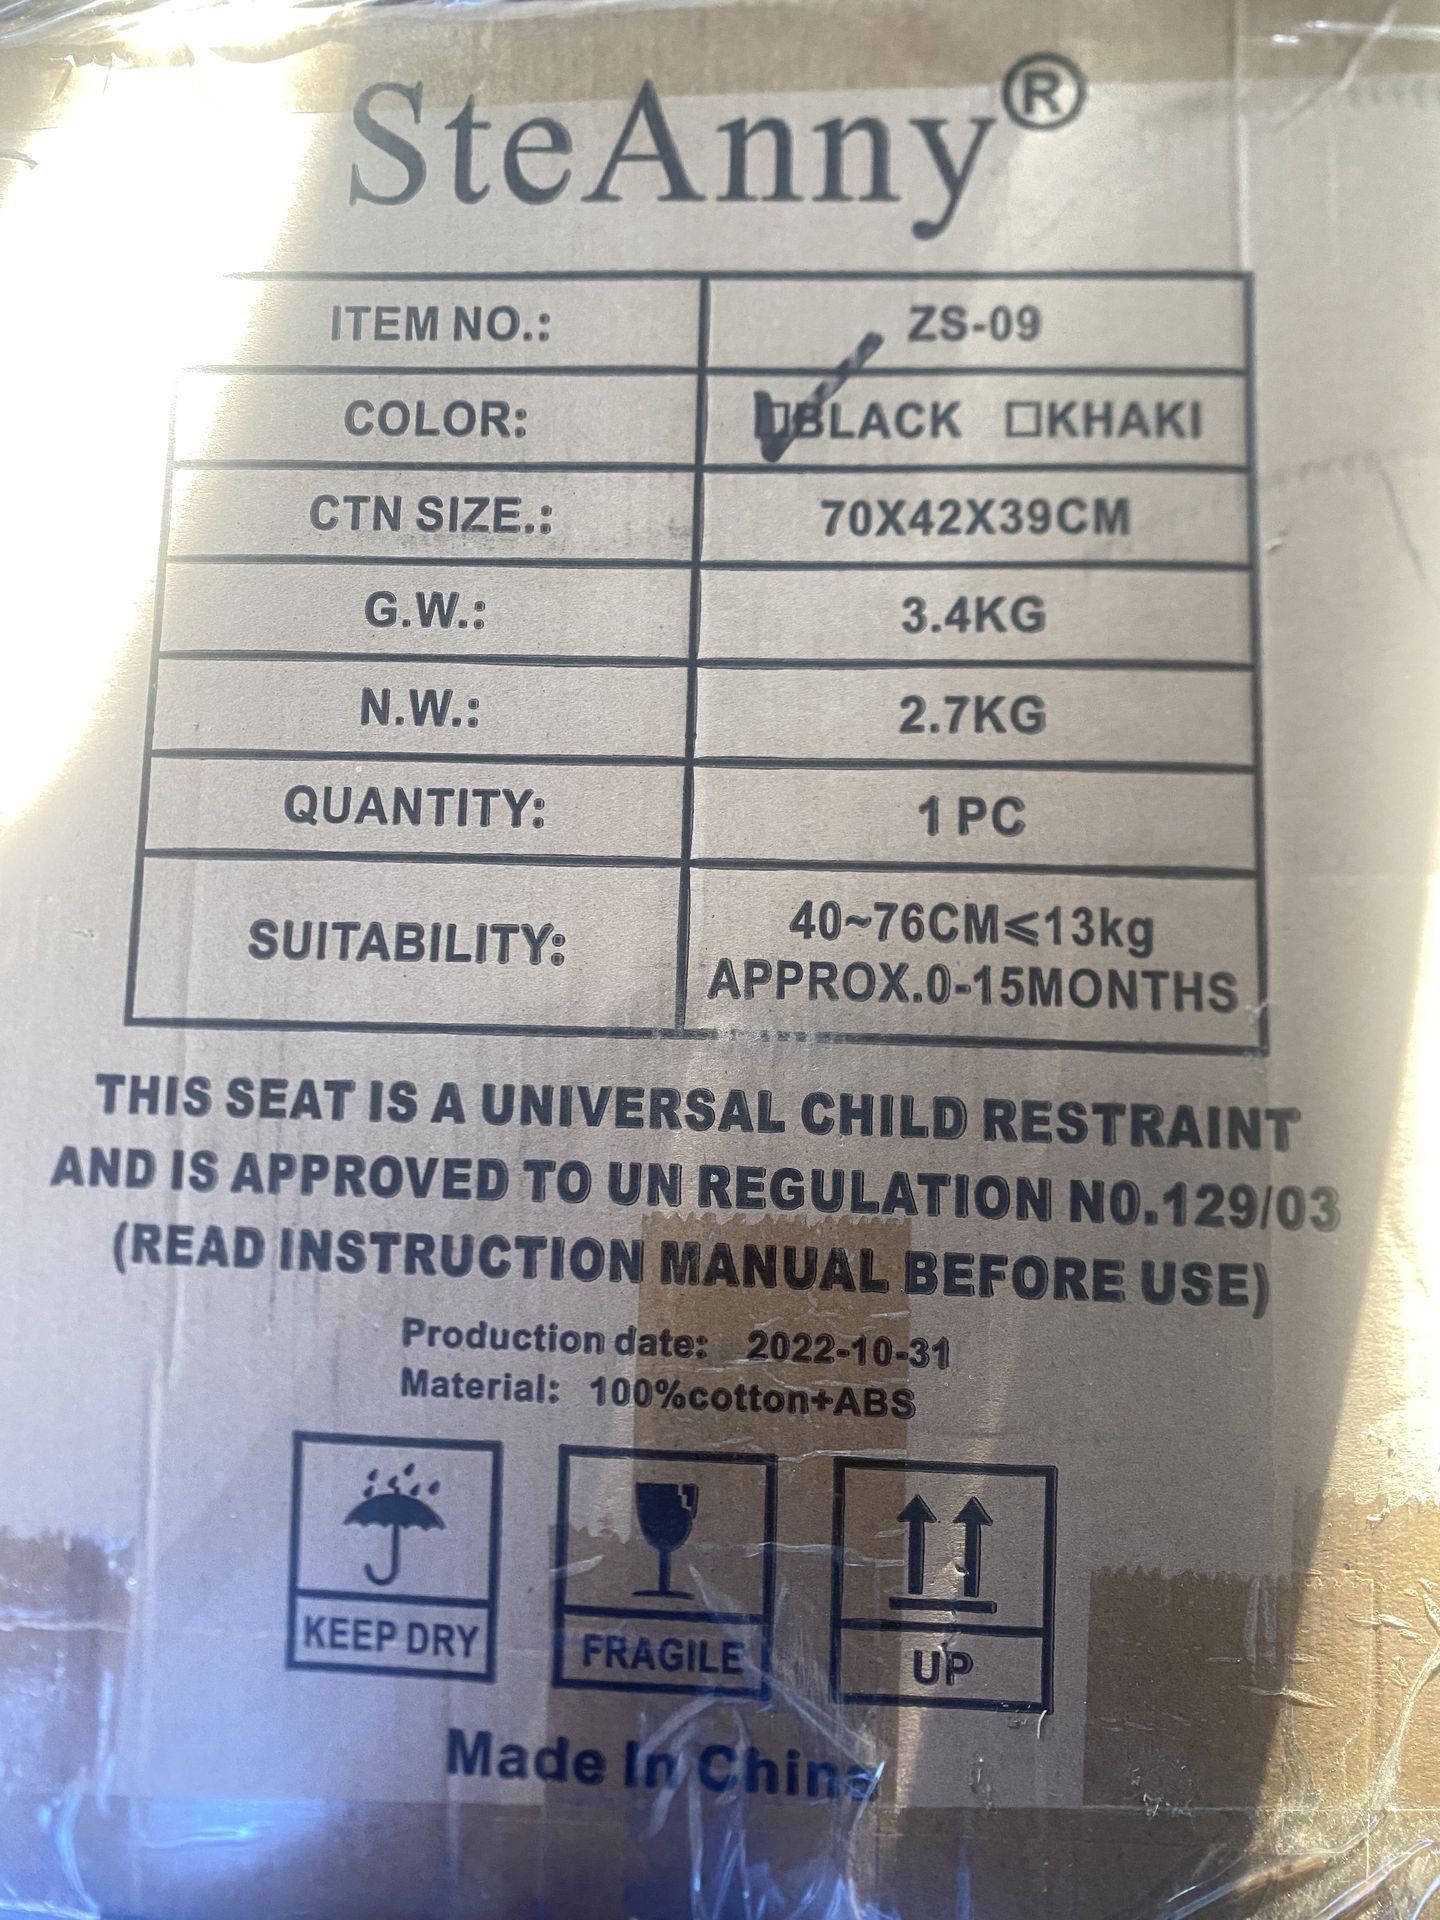 SteAnny®
ITEM NO.: ZS-09
COLOR: □BLACK □KHAKI
CTN SIZE.: 70X42X39CM
G.W.: 3.4KG
N.W.: 2.7KG
QUANTITY: 1 PC
SUITABILITY: 40~76CM⩽13kg
APPROX.0-15MONTHS
THIS SEAT IS A UNIVERSAL CHILD RESTRAINT
AND IS APPROVED TO UN REGULATION NO.129/03
(READ INSTRUCTION MANUAL BEFORE USE)
Production date: 2022-10-31
Material: 100%cotton+ABS
KEEP DRY
FRAGILE
UP
Made In China